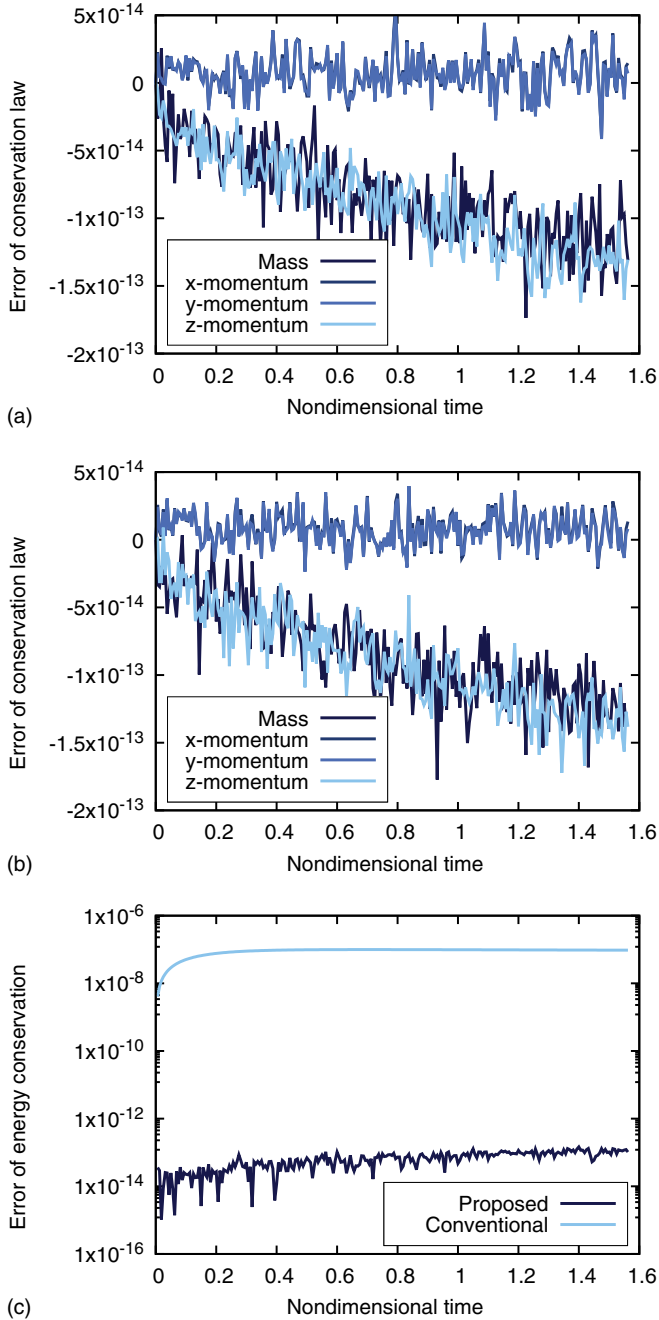 5x10-14
0
-5x10-14
-1x10-13
-1.5x10-13
-2x10-13
Error of conservation law
Mass
x-momentum
y-momentum
z-momentum
0 0.2 0.4 0.6 0.8 1 1.2 1.4 1.6
Nondimensional time
(a)
5x10-14
0
-5x10-14
-1x10-13
-1.5x10-13
-2x10-13
Error of conservation law
Mass
x-momentum
y-momentum
z-momentum
0 0.2 0.4 0.6 0.8 1 1.2 1.4 1.6
Nondimensional time
(b)
1x10-6
1x10-8
1x10-10
1x10-12
1x10-14
1x10-16
Error of energy conservation
Proposed
Conventional
0 0.2 0.4 0.6 0.8 1 1.2 1.4 1.6
Nondimensional time
(c)